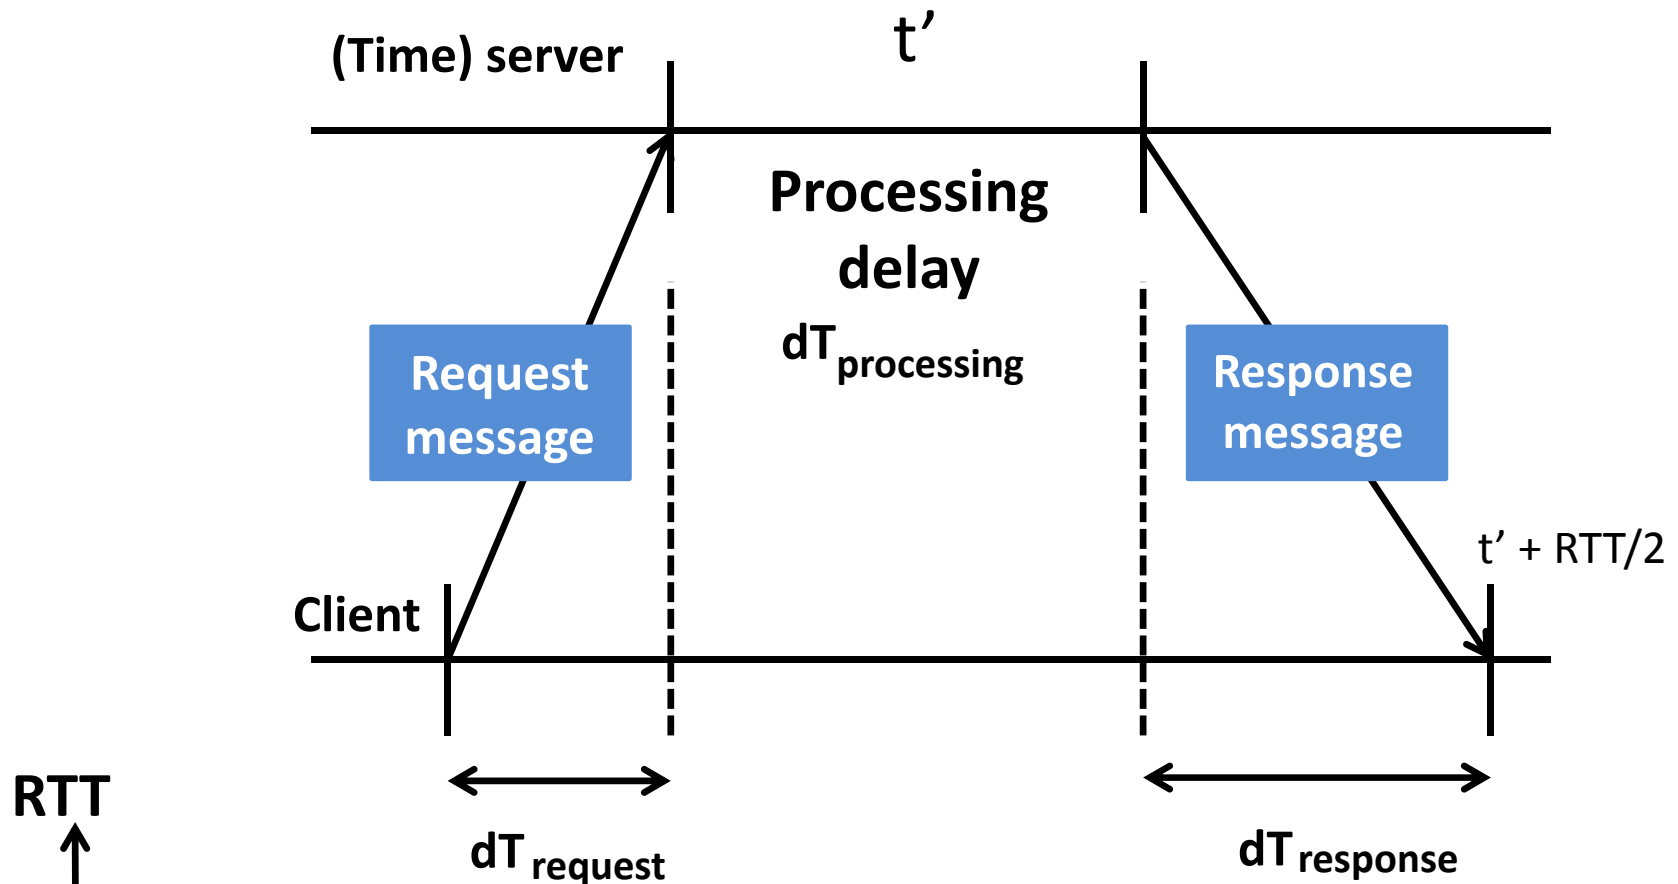 (Time) server
t’
Processing
delay
dTprocessing
Request
message
Response
message
t’ + RTT/2
Client
RTT
dTrequest
dTresponse